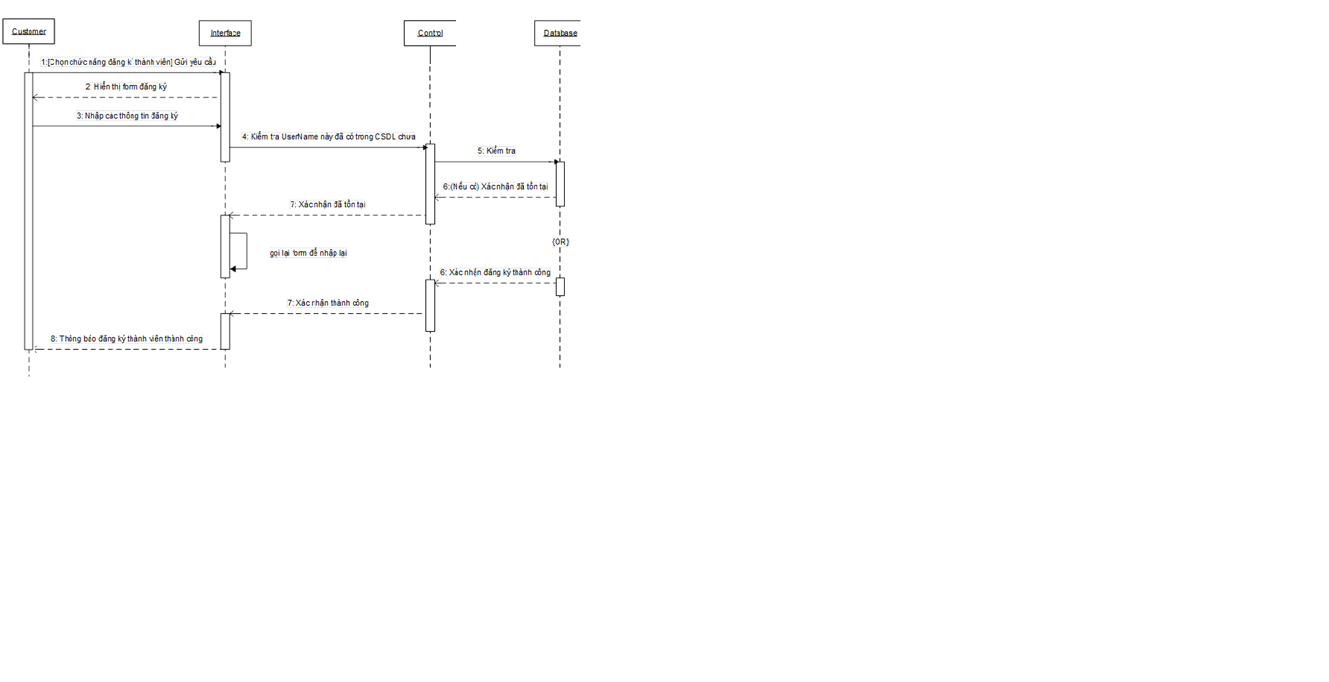 Customer
Interface
Control
Database
1:[Chọn chức năng đăng kí thành viên] Gửi yêu cầu
2: Hiển thị form đăng ký
3: Nhập các thông tin đăng ký
4: Kiểm tra UserName này đã có trong CSDL chưa
5: Kiểm tra
6:(Nếu có) Xác nhận đã tồn tại
7: Xác nhận đã tồn tại
{OR}
gọi lại form để nhập lại
6: Xác nhận đăng ký thành công
7: Xác nhận thành công
8: Thông báo đăng ký thành viên thành công